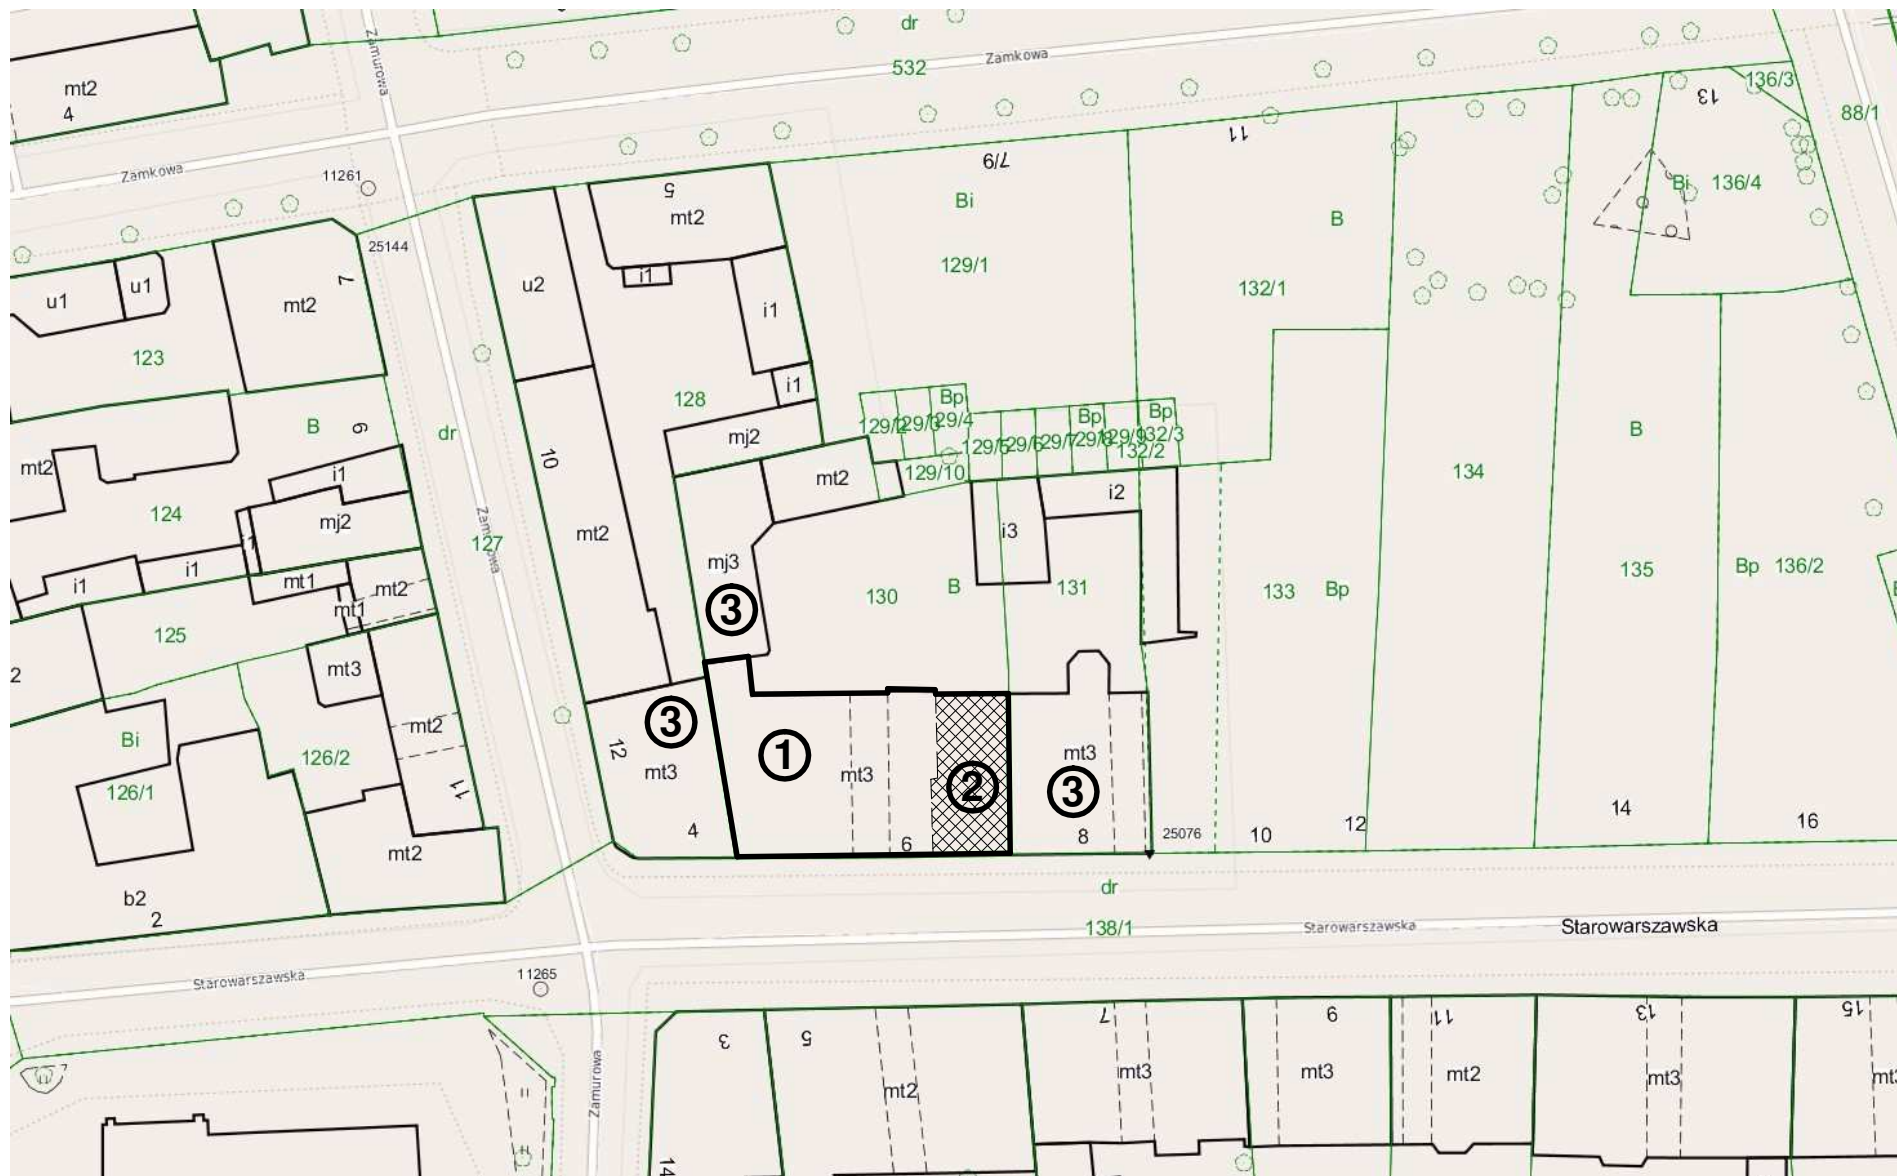 dr
532
Zamkowa
Zamurowa
mt2
4
136/3
13
88/1
11
6/7
Zamkowa
11261
5
mt2
Bi
Bi
136/4
B
25144
7
u1
u1
mt2
u2
i1
129/1
132/1
i1
123
128
i1
Bp
Bp
Bp
129/2
129/3
129/4
B
6
dr
10
mj2
129/5
129/6
129/7
129/8
129/9
132/3
132/2
B
mt2
i1
mt2
129/10
134
i2
124
mj2
Zamurowa
127
mt2
i3
i1
mj3
i1
i1
mt1
mt2
135
Bp
136/2
130
B
131
133
Bp
mt1
3
125
2
mt3
3
mt2
Bi
126/2
12
mt3
1
mt3
2
mt3
3
126/1
11
14
16
4
6
8
25076
10
12
mt2
b2
2
dr
138/1
Starowarszawska
Starowarszawska
11265
Starowarszawska
3
5
7
9
11
13
15
mt2
mt3
mt3
mt2
mt3
Zamurowa
14